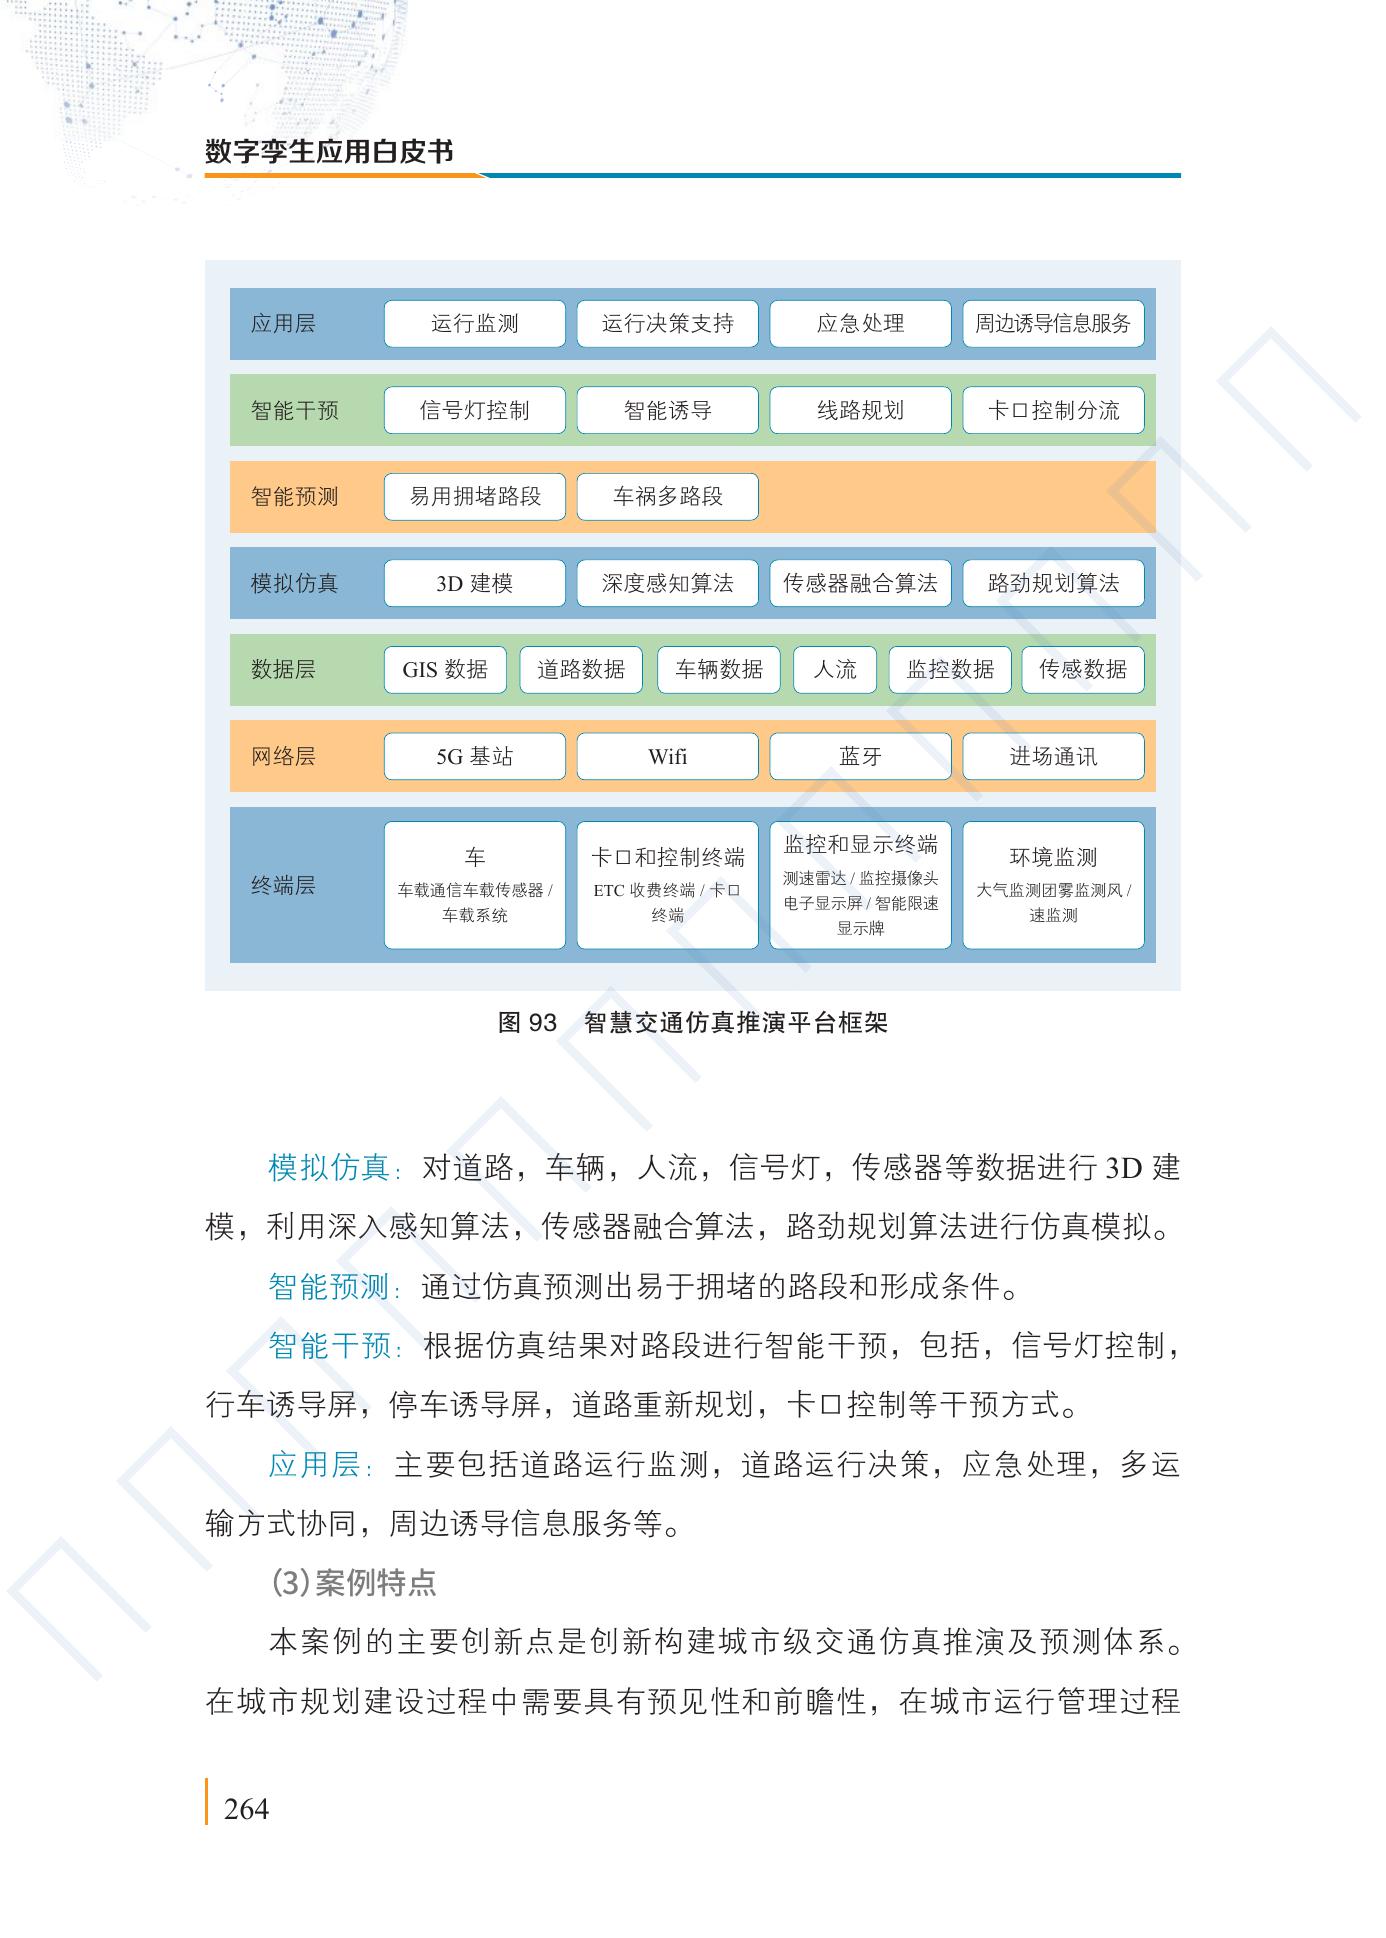 数字孪生应用白皮书
应用层 运行监测 运行决策支持 应急处理 周边诱导信息服务
智能干预 信号灯控制 智能诱导 线路规划 卡口控制分流
智能预测 易用拥堵路段 车祸多路段
模拟仿真 3D 建模 深度感知算法 传感器融合算法 路劲规划算法
数据层 GIS 数据 道路数据 车辆数据 人流 监控数据 传感数据
网络层 5G 基站 Wifi 蓝牙 进场通讯
终端层
车
车载通信车载传感器 /
车载系统
卡口和控制终端
ETC 收费终端 / 卡口
终端
监控和显示终端
测速雷达 / 监控摄像头
电子显示屏 / 智能限速
显示牌
环境监测
大气监测团雾监测风 /
速监测
图 93 智慧交通仿真推演平台框架
模拟仿真：对道路，车辆，人流，信号灯，传感器等数据进行 3D 建
模，利用深入感知算法，传感器融合算法，路劲规划算法进行仿真模拟。
智能预测：通过仿真预测出易于拥堵的路段和形成条件。
智能干预：根据仿真结果对路段进行智能干预，包括，信号灯控制，
行车诱导屏，停车诱导屏，道路重新规划，卡口控制等干预方式。
应用层：主要包括道路运行监测，道路运行决策，应急处理，多运
输方式协同，周边诱导信息服务等。
（3）案例特点
本案例的主要创新点是创新构建城市级交通仿真推演及预测体系。
在城市规划建设过程中需要具有预见性和前瞻性，在城市运行管理过程
264